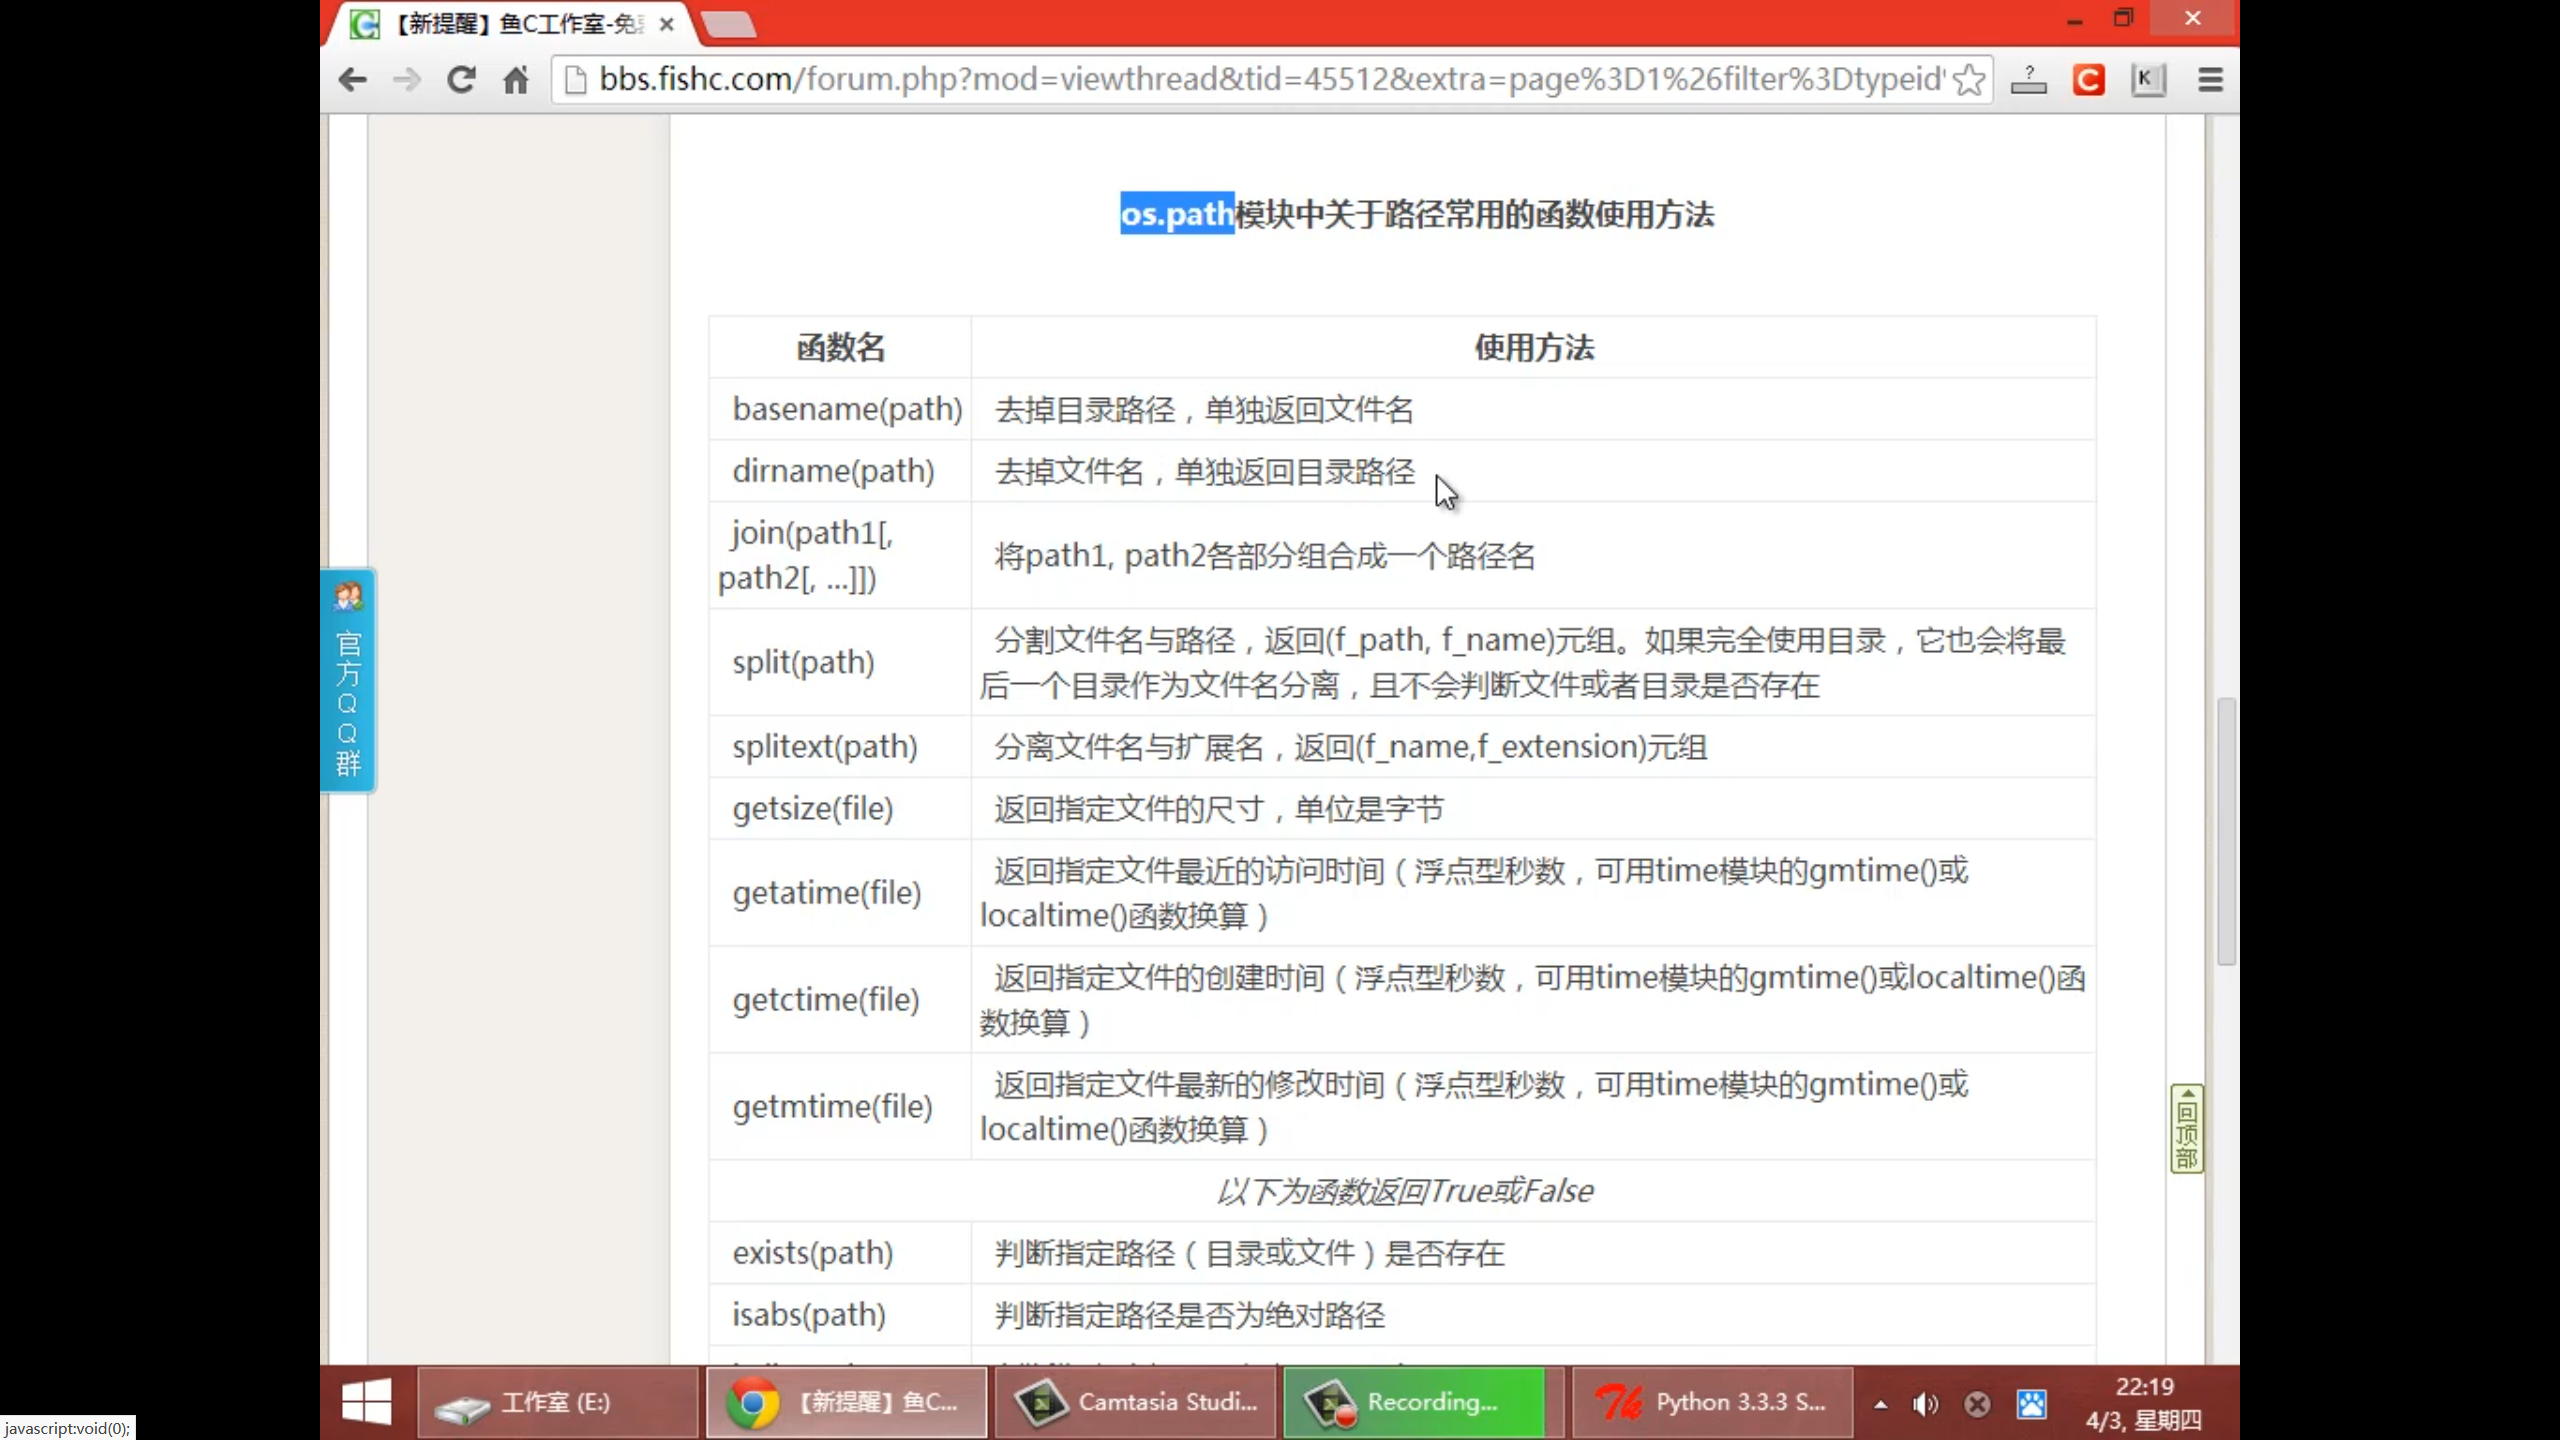 【新提醒】鱼C工作室-免
bbs.fishc.com/forum.php?mod=viewthread&tid=45512&extra=page%3D1%26filter%3Dtypeid'
os.path模块中关于路径常用的函数使用方法
函数名 使用方法
basename(path) 去掉目录路径，单独返回文件名
dirname(path) 去掉文件名，单独返回目录路径
join(path1[,
path2[, ...]])
将path1, path2各部分组合成一个路径名
split(path)
分割文件名与路径，返回(f_path, f_name)元组。如果完全使用目录，它也会将最
后一个目录作为文件名分离，且不会判断文件或者目录是否存在
splitext(path) 分离文件名与扩展名，返回(f_name,f_extension)元组
getsize(file) 返回指定文件的尺寸，单位是字节
getatime(file)
返回指定文件最近的访问时间（浮点型秒数，可用time模块的gmtime()或
localtime()函数换算）
getctime(file)
返回指定文件的创建时间（浮点型秒数，可用time模块的gmtime()或localtime()函
数换算）
getmtime(file)
返回指定文件最新的修改时间（浮点型秒数，可用time模块的gmtime()或
localtime()函数换算）
以下为函数返回True或False
exists(path) 判断指定路径（目录或文件）是否存在
isabs(path) 判断指定路径是否为绝对路径
官方QQ群
回顶部
工作室 (E:)
【新提醒】鱼C...
Camtasia Studi...
Recording...
Python 3.3.3 S...
22:19
4/3, 星期四
javascript:void(0);